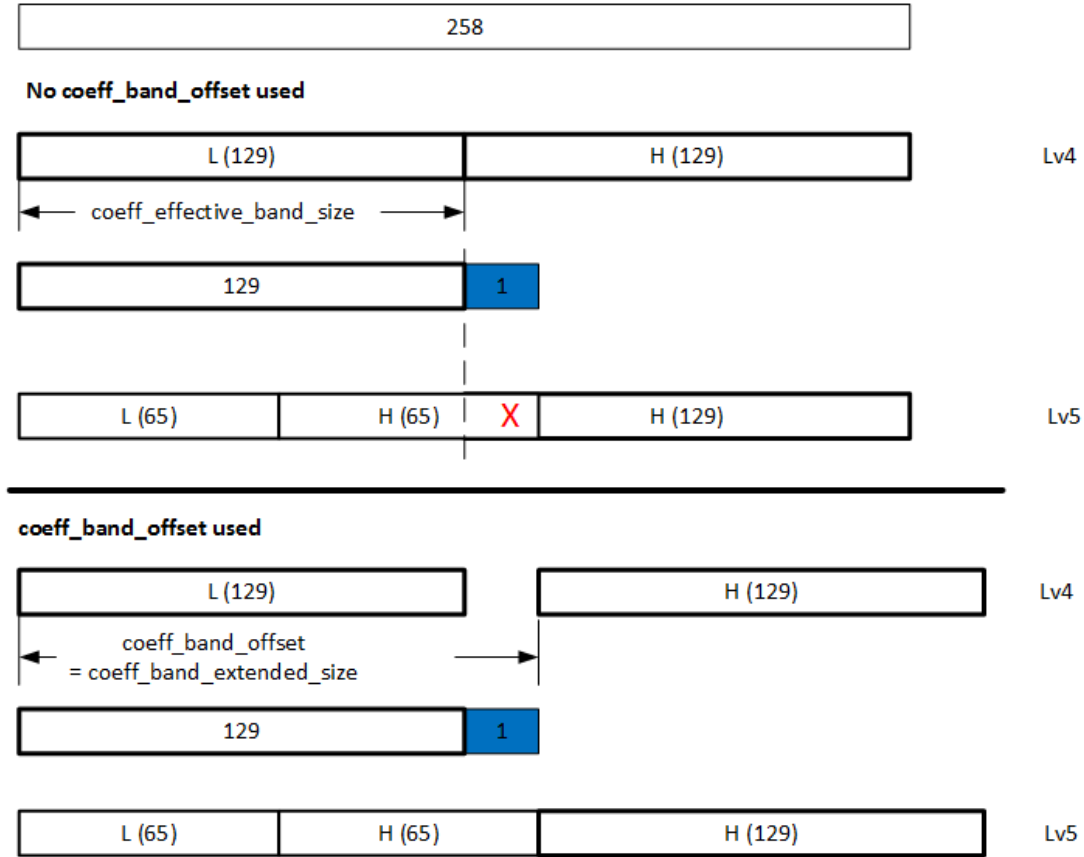 258
No coeff_band_offset used
L (129) H (129) Lv4
coeff_effective_band_size
129 1
L (65) H (65) X H (129) Lv5
coeff_band_offset used
L (129) H (129) Lv4
coeff_band_offset
= coeff_band_extended_size
129 1
L (65) H (65) H (129) Lv5